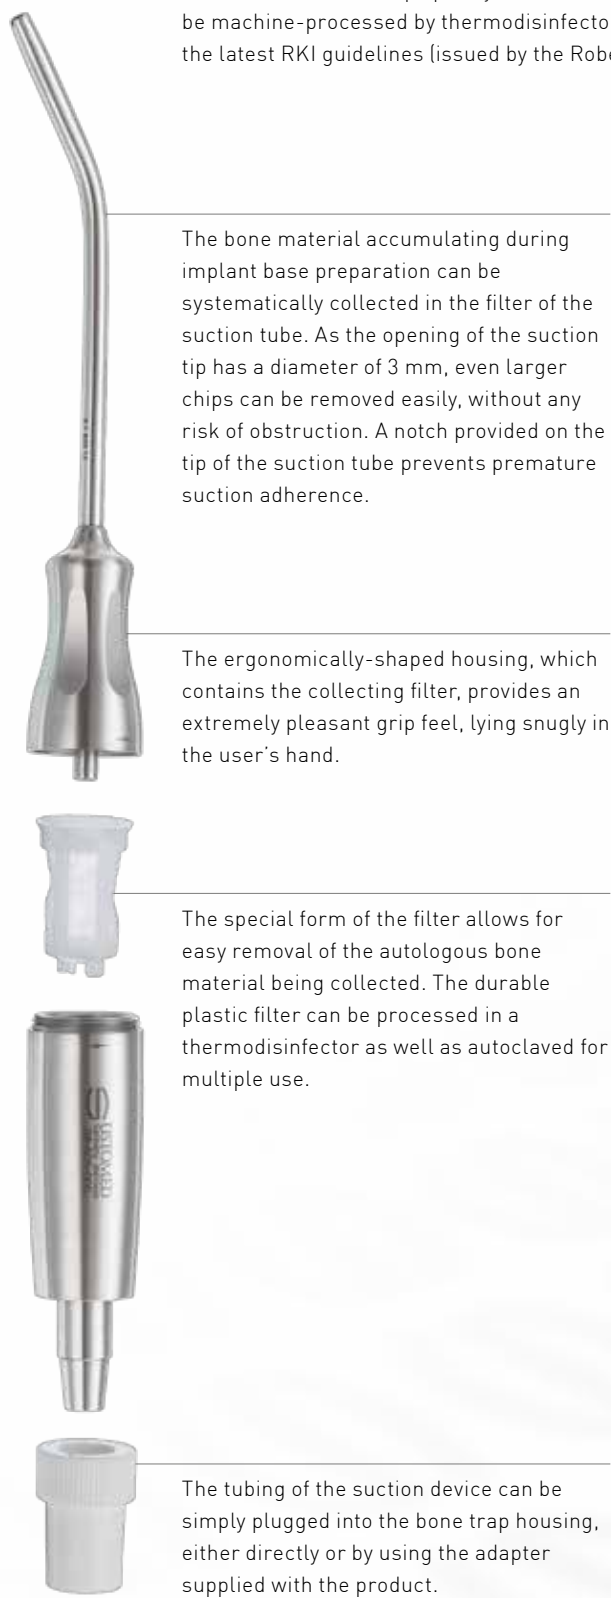 be machine-processed by thermodisinfecto
the latest RKI guidelines (issued by the Robe
The bone material accumulating during
implant base preparation can be
systematically collected in the filter of the
suction tube. As the opening of the suction
tip has a diameter of 3 mm, even larger
chips can be removed easily, without any
risk of obstruction. A notch provided on the
tip of the suction tube prevents premature
suction adherence.
The ergonomically-shaped housing, which
contains the collecting filter, provides an
extremely pleasant grip feel, lying snugly in
the user's hand.
The special form of the filter allows for
easy removal of the autologous bone
material being collected. The durable
plastic filter can be processed in a
thermodisinfector as well as autoclaved for
multiple use.
USTOMED
The tubing of the suction device can be
simply plugged into the bone trap housing,
either directly or by using the adapter
supplied with the product.